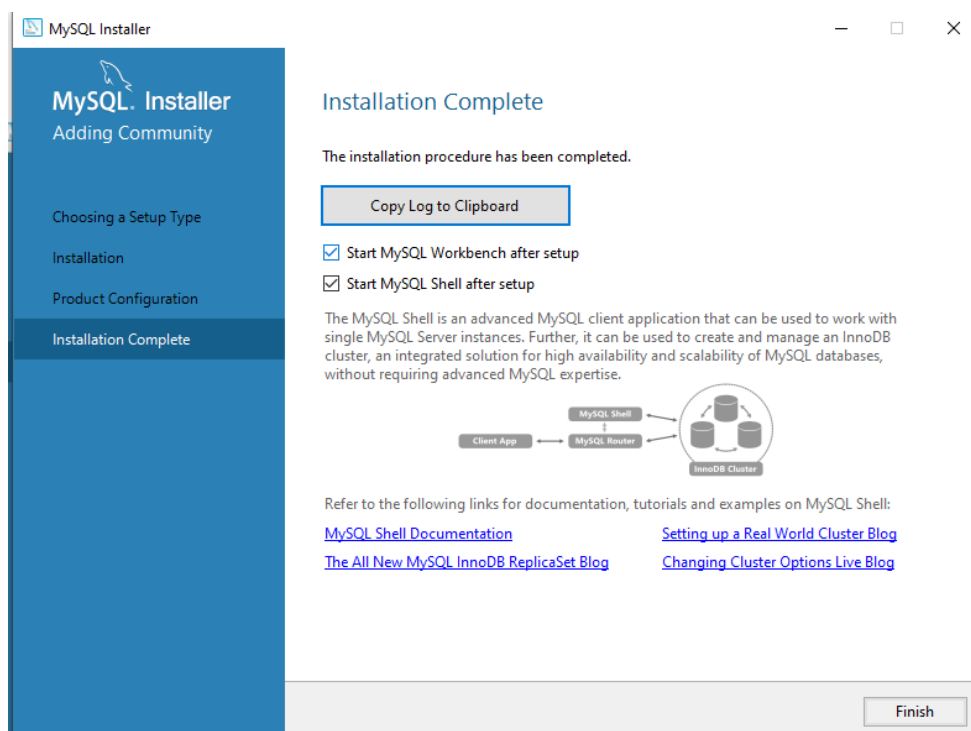 MySQL Installer
MySQL. Installer
Adding Community
Choosing a Setup Type
Installation
Product Configuration
Installation Complete
Installation Complete
The installation procedure has been completed.
Copy Log to Clipboard
Start MySQL Workbench after setup
Start MySQL Shell after setup
The MySQL Shell is an advanced MySQL client application that can be used to work with
single MySQL Server instances. Further, it can be used to create and manage an InnoDB
cluster, an integrated solution for high availability and scalability of MySQL databases,
without requiring advanced MySQL expertise.
MySQL Shell
Client App
MySQL Router
InnoDB Cluster
Refer to the following links for documentation, tutorials and examples on MySQL Shell:
MySQL Shell Documentation
Setting up a Real World Cluster Blog
The All New MySQL InnoDB ReplicaSet Blog
Changing Cluster Options Live Blog
Finish